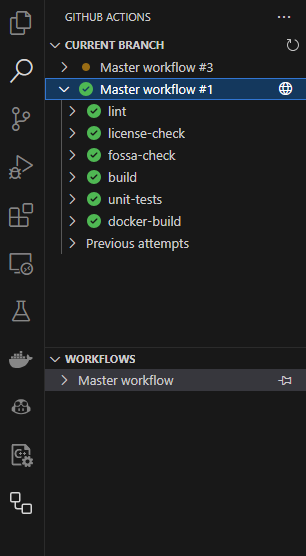 GITHUB ACTIONS
CURRENT BRANCH
Master workflow #3
Master workflow #1
lint
license-check
fossa-check
build
unit-tests
docker-build
Previous attempts
WORKFLOWS
Master workflow